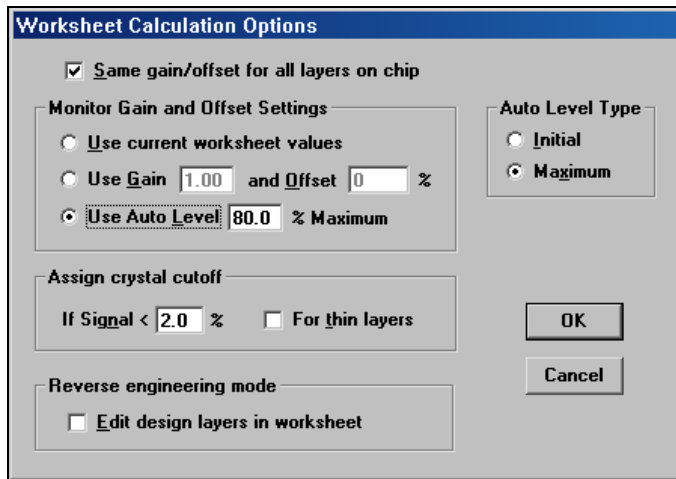 Worksheet Calculation Options
Same gain/offset for all layers on chip
Monitor Gain and Offset Settings
Use current worksheet values
Use Gain 1.00 and Offset 0 %
Use Auto Level 80.0 % Maximum
Auto Level Type
Initial
Maximum
Assign crystal cutoff
If Signal < 2.0 % For thin layers
OK
Cancel
Reverse engineering mode
Edit design layers in worksheet